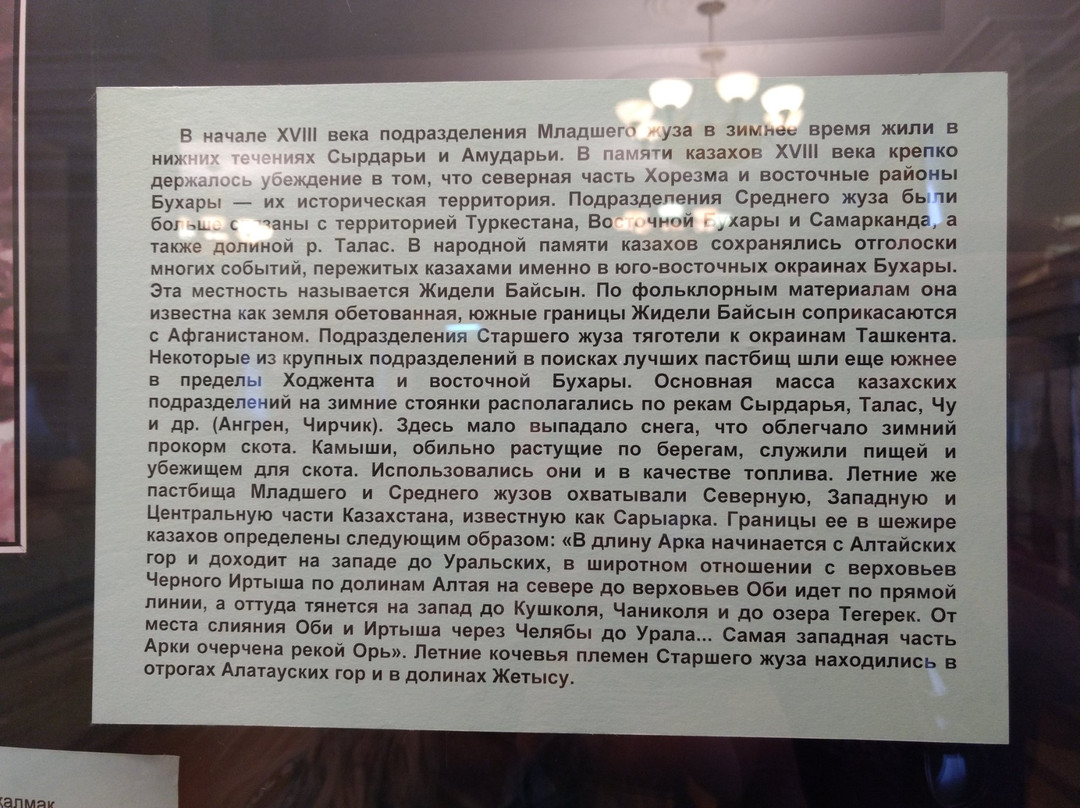 В начале XVIII века подразделения Младшего жуза в зимнее время жили в
нижних течениях Сырдарьи и Амударьи. В памяти казахов XVIII века крепко
держалось убеждение в том, что северная часть Хорезма и восточные районы
Бухары — их историческая территория. Подразделения Среднего жуза были
больше связаны с территорией Туркестана, Восточной Бухары и Самарканда, а
также долиной р. Талас. В народной памяти казахов сохранялись отголоски
многих событий, пережитых казахами именно в юго-восточных окраинах Бухары.
Эта местность называется Жидели Байсын. По фольклорным материалам она
известна как земля обетованная, южные границы Жидели Байсын соприкасаются
с Афганистаном. Подразделения Старшего жуза тяготели к окраинам Ташкента.
Некоторые из крупных подразделений в поисках лучших пастбищ шли еще южнее
в пределы Ходжента и восточной Бухары. Основная масса казахских
подразделений на зимние стоянки располагались по рекам Сырдарья, Талас, Чу
и др. (Ангрен, Чирчик). Здесь мало выпадало снега, что облегчало зимний
прокорм скота. Камыши, обильно растущие по берегам, служили пищей и
убежищем для скота. Использовались они и в качестве топлива. Летние же
пастбища Младшего и Среднего жузов охватывали Северную, Западную и
Центральную части Казахстана, известную как Сарыарка. Границы ее в шежире
казахов определены следующим образом: «В длину Арка начинается с Алтайских
гор и доходит на западе до Уральских, в широтном отношении с верховьев
Черного Иртыша по долинам Алтая на севере до верховьев Оби идет по прямой
линии, а оттуда тянется на запад до Кушколя, Чаниколя и до озера Тегерек. От
места слияния Оби и Иртыша через Челябы до Урала... Самая западная часть
Арки очерчена рекой Орь». Летние кочевья племен Старшего жуза находились в
отрогах Алатауских гор и в долинах Жетысу.
калмак